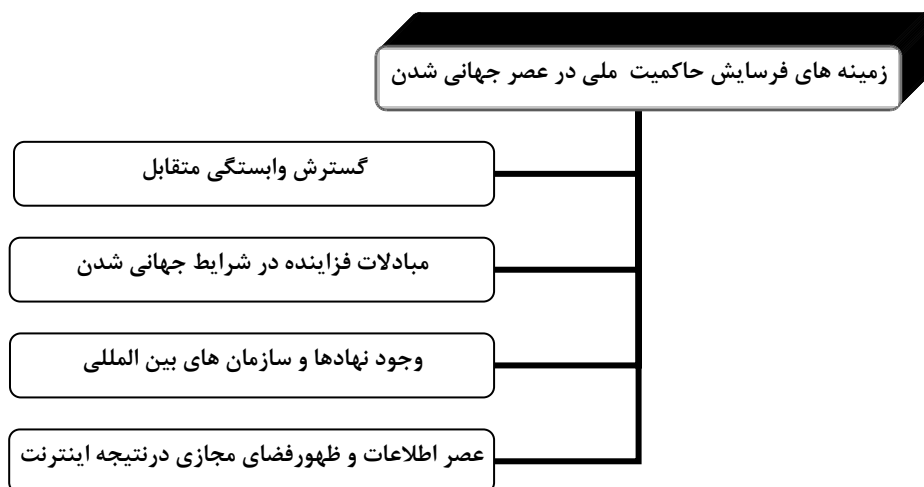 زمینه های فرسایش حاکمیت ملی در عصر جهانی شدن
گسترش وابستگی متقابل
مبادلات فزاینده در شرایط جهانی شدن
وجود نهادها و سازمان های بین المللی
عصر اطلاعات و ظهورفضای مجازی درنتیجه اینترنت